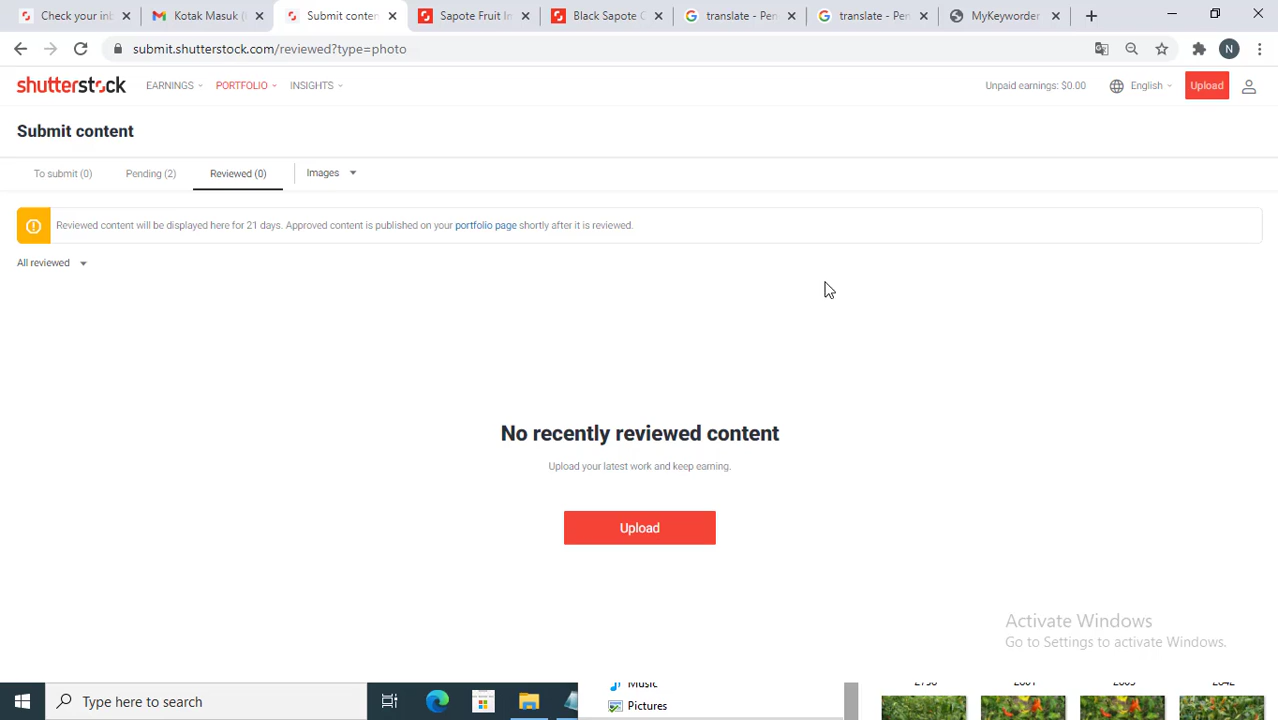 Check your inb
Kotak Masuk (
Submit conten
Sapote Fruit In
Black Sapote G
translate - Pen
translate - Pen
MyKeyworder
submit.shutterstock.com/reviewed?type=photo
N
shutterstock
EARNINGS
PORTFOLIO
INSIGHTS
Unpaid earnings: $0.00
English
Upload
Submit content
To submit (0)
Pending (2)
Reviewed (0)
Images
Reviewed content will be displayed here for 21 days. Approved content is published on your portfolio page shortly after it is reviewed.
All reviewed
No recently reviewed content
Upload your latest work and keep earning.
Upload
Activate Windows
Go to Settings to activate Windows.
Type here to search
Music
Pictures